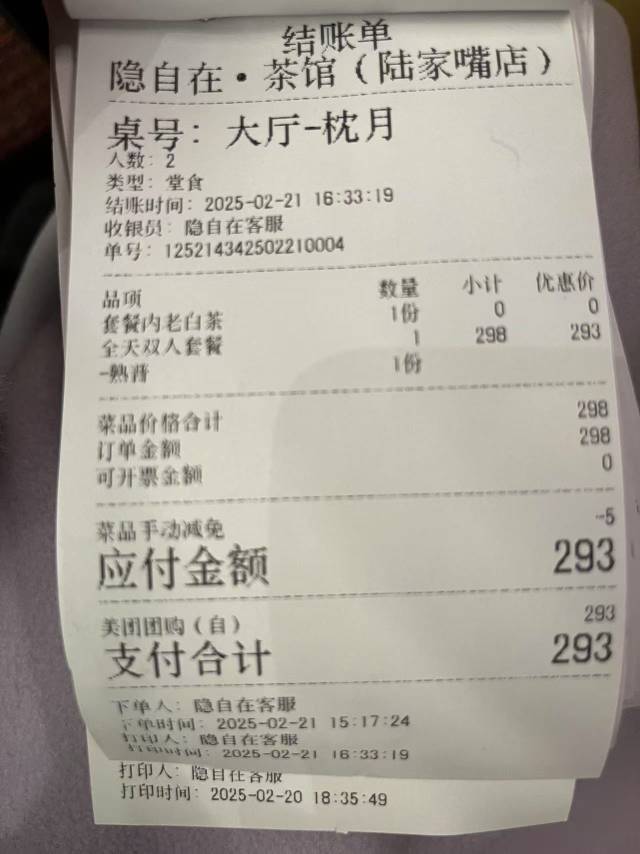 结账单
隐自在·茶馆（陆家嘴店）
桌号：大厅-枕月
人数：2
类型：堂食
结账时间：2025-02-21 16:33:19
收银员：隐自在客服
单号：125214342502210004
品项 数量 小计 优惠价
套餐内老白茶 1份 0 0
全天双人套餐 1 298 293
-熟普 1份
菜品价格合计 298
订单金额 298
可开票金额 0
菜品手动减免 -5
应付金额 293
美团团购（自） 293
支付合计 293
下单人：隐自在客服
下单时间：2025-02-21 15:17:24
打印人：隐自在客服
打印时间：2025-02-21 16:33:19
打印人：隐自在客服
打印时间：2025-02-20 18:35:49